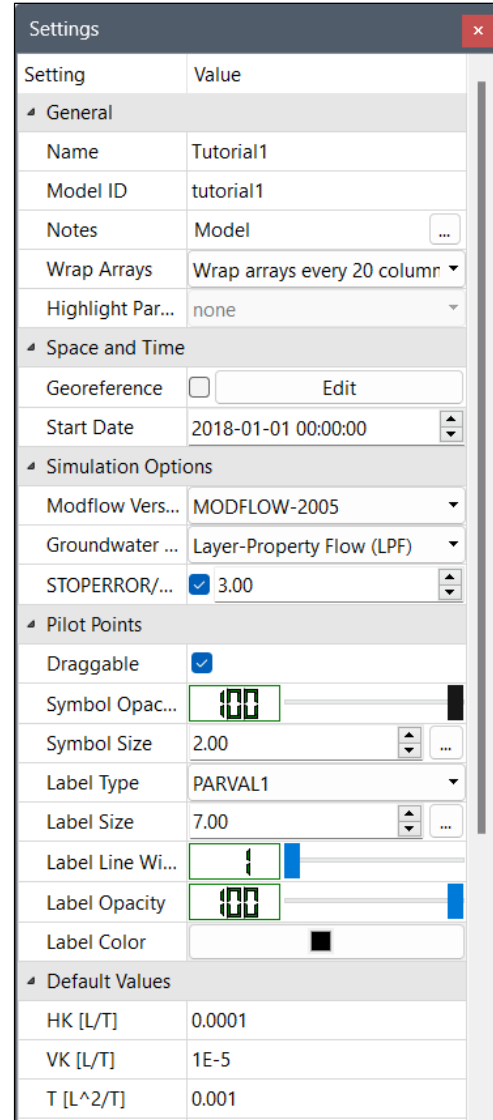 Settings
Setting Value
General
Name Tutorial1
Model ID tutorial1
Notes Model ...
Wrap Arrays Wrap arrays every 20 column
Highlight Par... none
Space and Time
Georeference Edit
Start Date 2018-01-01 00:00:00
Simulation Options
Modflow Vers... MODFLOW-2005
Groundwater ... Layer-Property Flow (LPF)
STOPERROR/... 3.00
Pilot Points
Draggable
Symbol Opac... 100
Symbol Size 2.00 ...
Label Type PARVAL1
Label Size 7.00 ...
Label Line Wi... 1
Label Opacity 100
Label Color
Default Values
HK [L/T] 0.0001
VK [L/T] 1E-5
T [L^2/T] 0.001